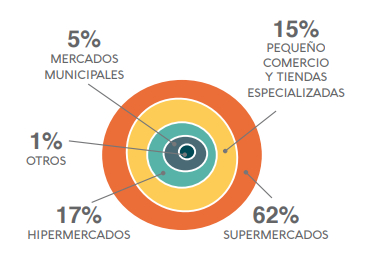 5%
MERCADOS
MUNICIPALES
15%
PEQUEÑO
COMERCIO
Y TIENDAS
ESPECIALIZADAS
1%
OTROS
17%
HIPERMERCADOS
62%
SUPERMERCADOS